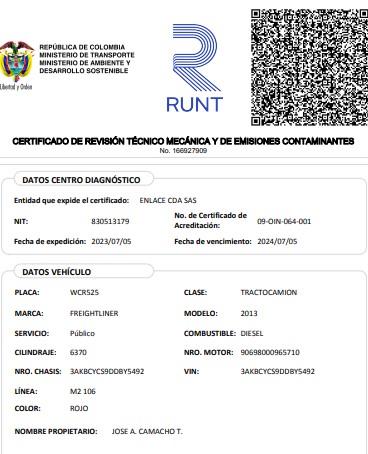 REPÚBLICA DE COLOMBIA
MINISTERIO DE TRANSPORTE
MINISTERIO DE AMBIENTE Y
DESARROLLO SOSTENIBLE
Libertad y Orden
RUNT
CERTIFICADO DE REVISIÓN TÉCNICO MECÁNICA Y DE EMISIONES CONTAMINANTES
No. 166927909
DATOS CENTRO DIAGNÓSTICO
Entidad que expide el certificado: ENLACE CDA SAS
NIT: 830513179 No. de Certificado de Acreditación: 09-OIN-064-001
Fecha de expedición: 2023/07/05 Fecha de vencimiento: 2024/07/05
DATOS VEHÍCULO
PLACA: WCR525 CLASE: TRACTOCAMION
MARCA: FREIGHTLINER MODELO: 2013
SERVICIO: Público COMBUSTIBLE: DIESEL
CILINDRAJE: 6370 NRO. MOTOR: 90698000965710
NRO. CHASIS: 3AKBCYCS9DDBY5492 VIN: 3AKBCYCS9DDBY5492
LÍNEA: M2 106
COLOR: ROJO
NOMBRE PROPIETARIO: JOSE A. CAMACHO T.